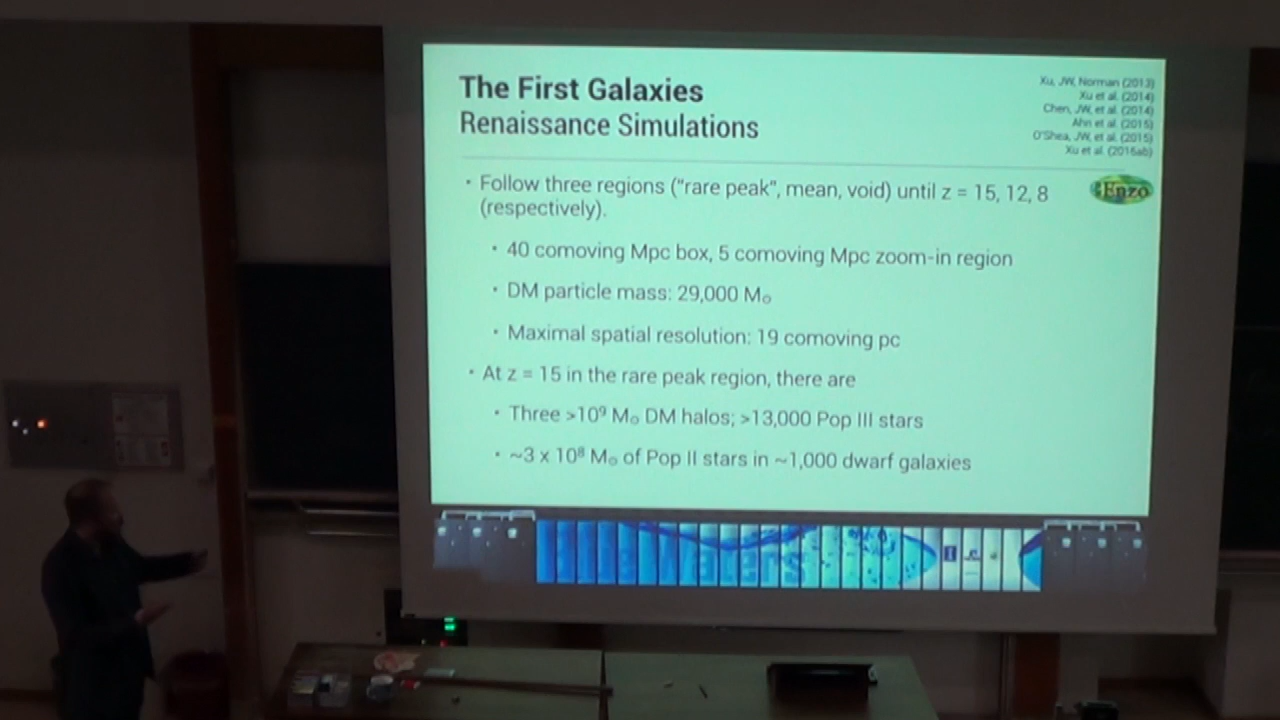 The First Galaxies
Renaissance Simulations
Xu, JW, Norman (2013)
Xu et al. (2014)
Chen, JW, et al. (2014)
Ahn et al. (2015)
O'Shea, JW, et al. (2015)
Xu et al. (2016ab)
• Follow three regions ("rare peak", mean, void) until z = 15, 12, 8
(respectively).
Enzo
• 40 comoving Mpc box, 5 comoving Mpc zoom-in region
• DM particle mass: 29,000 M⊙
• Maximal spatial resolution: 19 comoving pc
• At z = 15 in the rare peak region, there are
• Three >10⁹ M⊙ DM halos; >13,000 Pop III stars
• ~3 x 10⁸ M⊙ of Pop II stars in ~1,000 dwarf galaxies